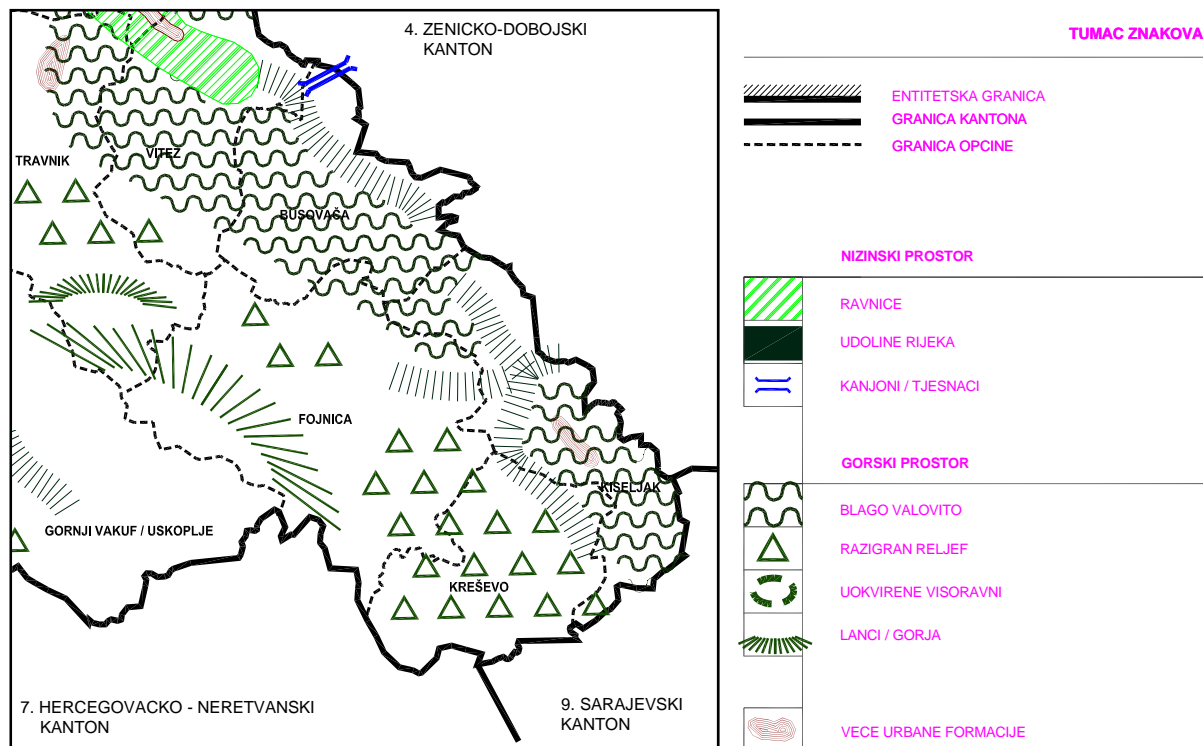 4. ZENICKO-DOBOJSKI
KANTON
TRAVNIK
VITEZ
BUSOVAŠA
FOJNICA
KISELJAK
GORNJI VAKUF / USKOPLJE
KREŠEVO
7. HERCEGOVACKO - NERETVANSKI
KANTON
9. SARAJEVSKI
KANTON
TUMAC ZNAKOVA
ENTITETSKA GRANICA
GRANICA KANTONA
GRANICA OPCINE
NIZINSKI PROSTOR
RAVNICE
UDOLINE RIJEKA
KANJONI / TJESNACI
GORSKI PROSTOR
BLAGO VALOVITO
RAZIGRAN RELJEF
UOKVIRENE VISORAVNI
LANCI / GORJA
VECE URBANE FORMACIJE